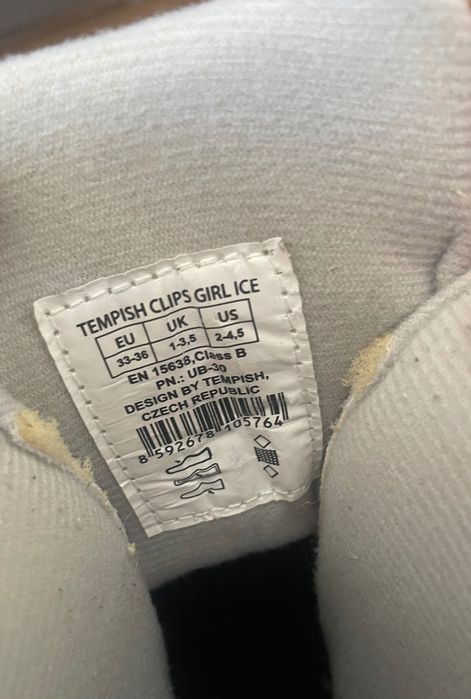 TEMPISH CLIPS GIRL ICE
EU UK US
33-36 1-3,5 2-4,5
EN 15638,Class B
PN.: UB-30
DESIGN BY TEMPISH,
CZECH REPUBLIC
8 592678 105764